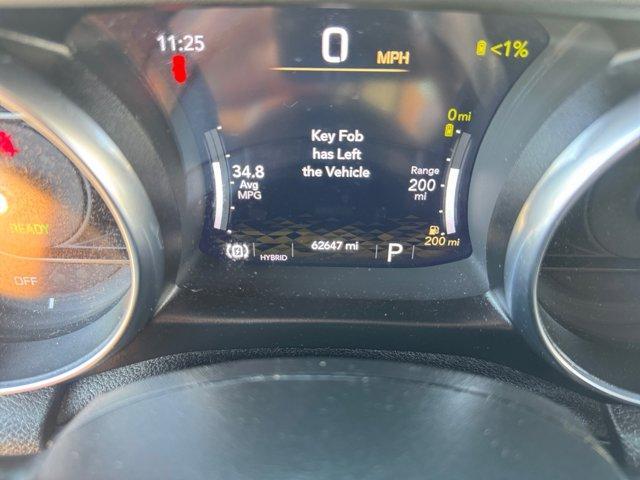 11:25
0
MPH
<1%
0 mi
Key Fob
has Left
the Vehicle
34.8
Avg
MPG
Range
200
mi
200 mi
HYBRID
62647 mi
P
READY
OFF